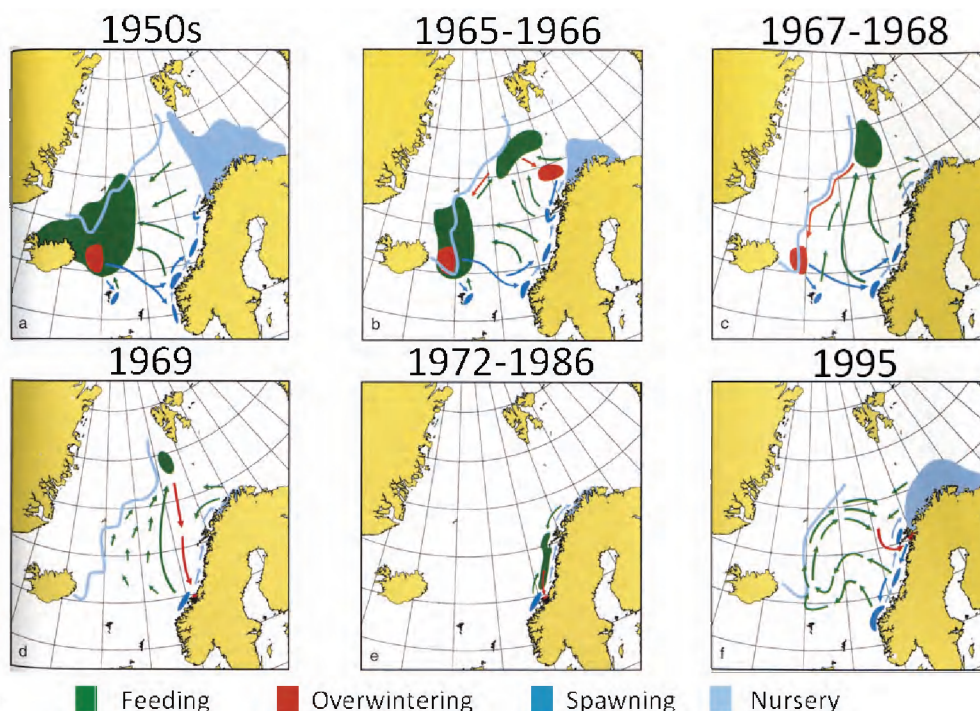 1950s 1965-1966 1967-1968
a b c
1969 1972-1986 1995
d e f
Feeding Overwintering Spawning Nursery